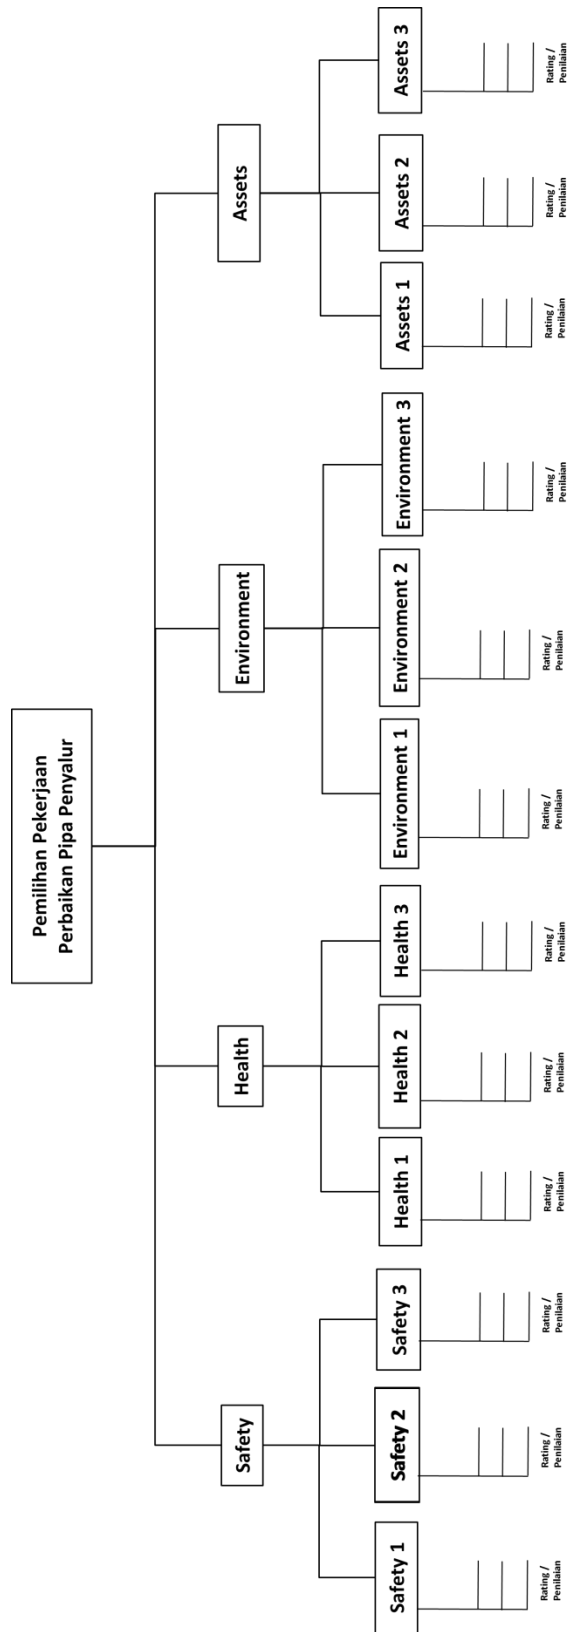 Pemilihan Pekerjaan
Perbaikan Pipa Penyalur
Safety
Health
Environment
Assets
Safety 1
Safety 2
Safety 3
Health 1
Health 2
Health 3
Environment 1
Environment 2
Environment 3
Assets 1
Assets 2
Assets 3
Rating /
Penilaian
Rating /
Penilaian
Rating /
Penilaian
Rating /
Penilaian
Rating /
Penilaian
Rating /
Penilaian
Rating /
Penilaian
Rating /
Penilaian
Rating /
Penilaian
Rating /
Penilaian
Rating /
Penilaian
Rating /
Penilaian